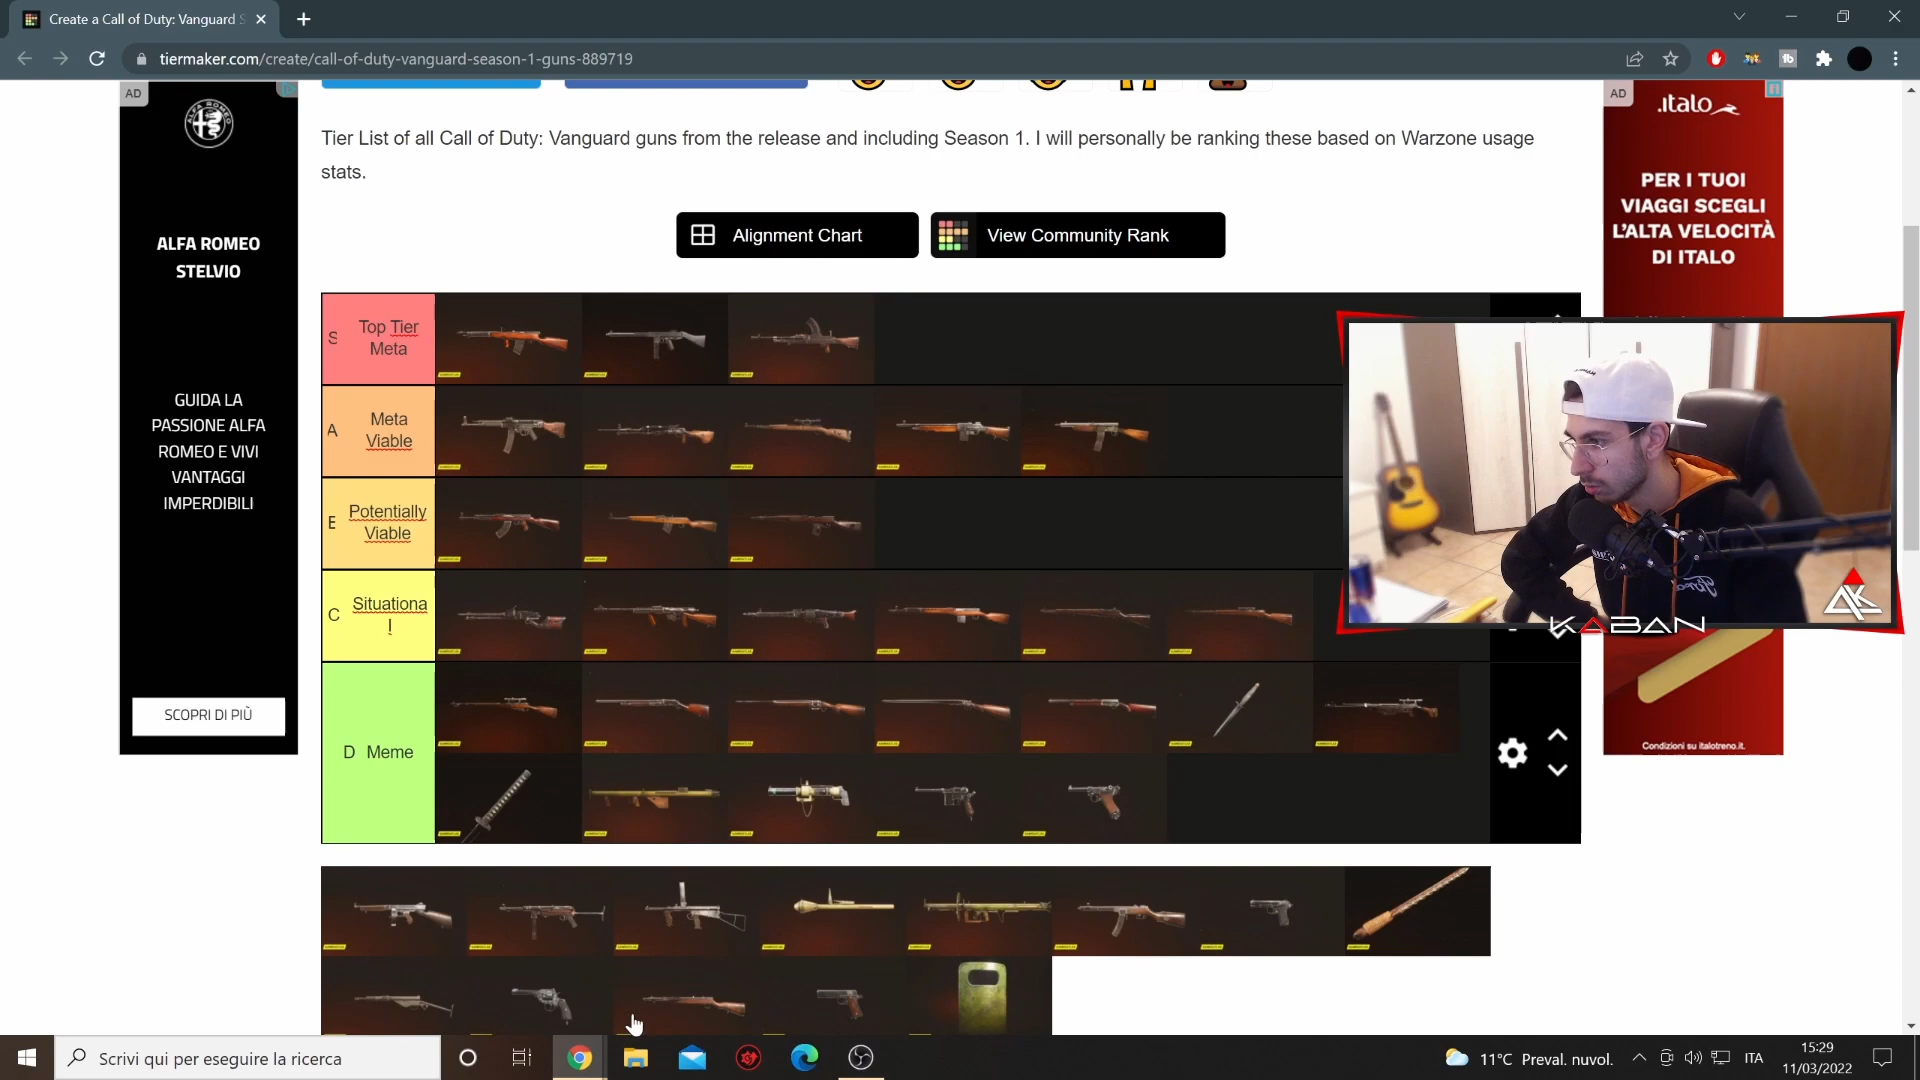 Create a Call of Duty: Vanguard S
tiermaker.com/create/call-of-duty-vanguard-season-1-guns-889719
AD
ALFA ROMEO
STELVIO
GUIDA LA
PASSIONE ALFA
ROMEO E VIVI
VANTAGGI
IMPERDIBILI
SCOPRI DI PIÙ
Tier List of all Call of Duty: Vanguard guns from the release and including Season 1. I will personally be ranking these based on Warzone usage
stats.
Alignment Chart
View Community Rank
S Top Tier
Meta
A Meta
Viable
Potentially
Viable
C Situationa
l
D Meme
AD
.italo
PER I TUOI
VIAGGI SCEGLI
L'ALTA VELOCITÀ
DI ITALO
KABAN
Condizioni su italotreno.it.
Scrivi qui per eseguire la ricerca
11°C Preval. nuvol.
ITA
15:29
11/03/2022